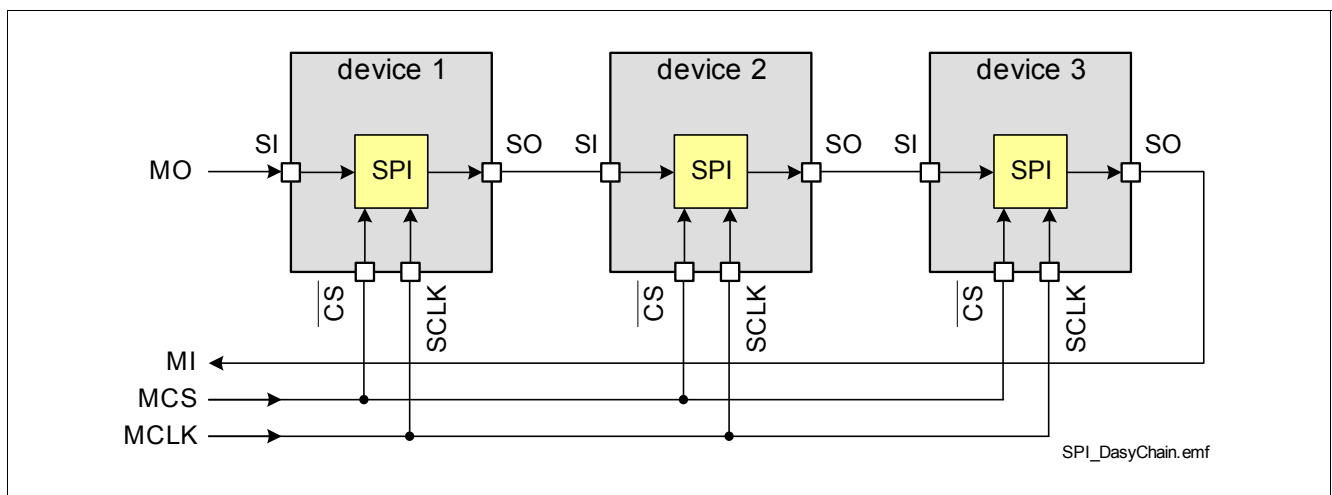 device 1 device 2 device 3
SI SO SI SO SI SO
MO SPI SPI SPI
CS SCLK CS SCLK CS SCLK
MI
MCS
MCLK
SPI_DasyChain.emf